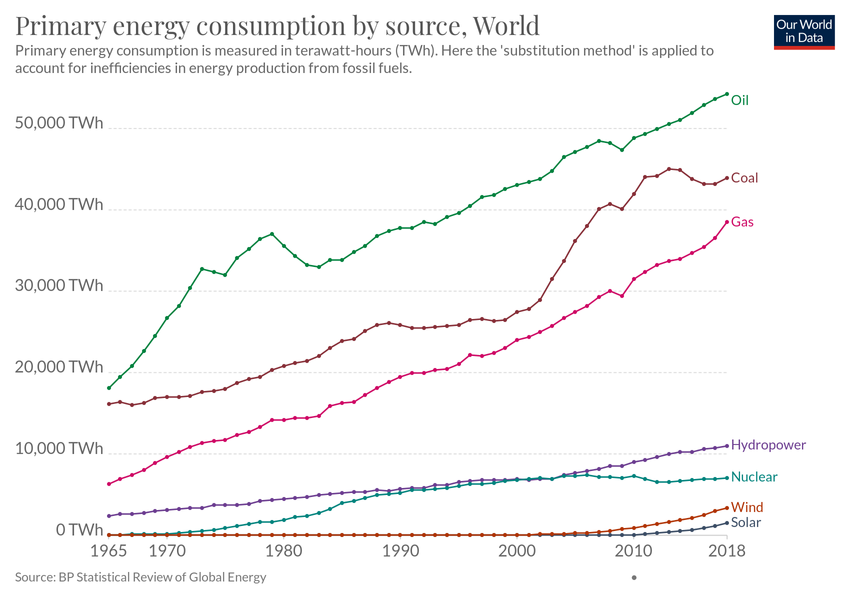 Primary energy consumption by source, World
Our World
in Data
Primary energy consumption is measured in terawatt-hours (TWh). Here the 'substitution method' is applied to
account for inefficiencies in energy production from fossil fuels.
Oil
50,000 TWh
Coal
40,000 TWh
Gas
30,000 TWh
20,000 TWh
10,000 TWh
Hydropower
Nuclear
Wind
Solar
0 TWh
1965 1970 1980 1990 2000 2010 2018
Source: BP Statistical Review of Global Energy